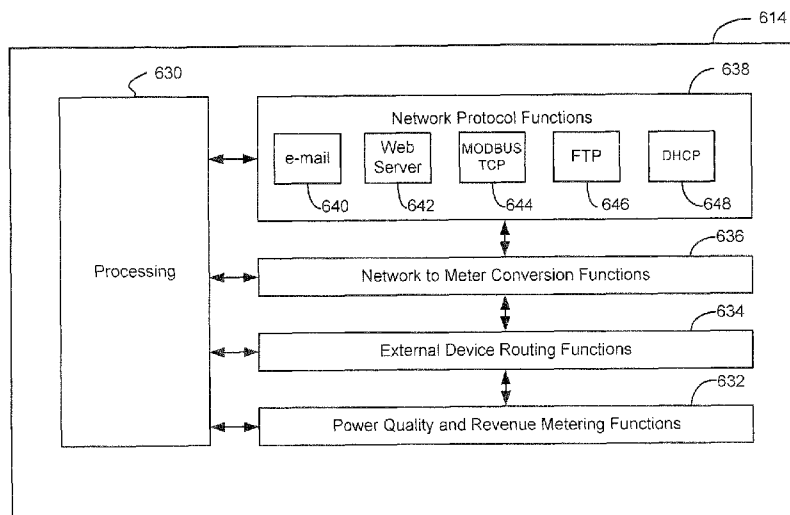 614
630
638
Network Protocol Functions
e-mail
Web
Server
MODBUS
TCP
FTP
DHCP
640
642
644
646
648
636
Processing
Network to Meter Conversion Functions
634
External Device Routing Functions
632
Power Quality and Revenue Metering Functions